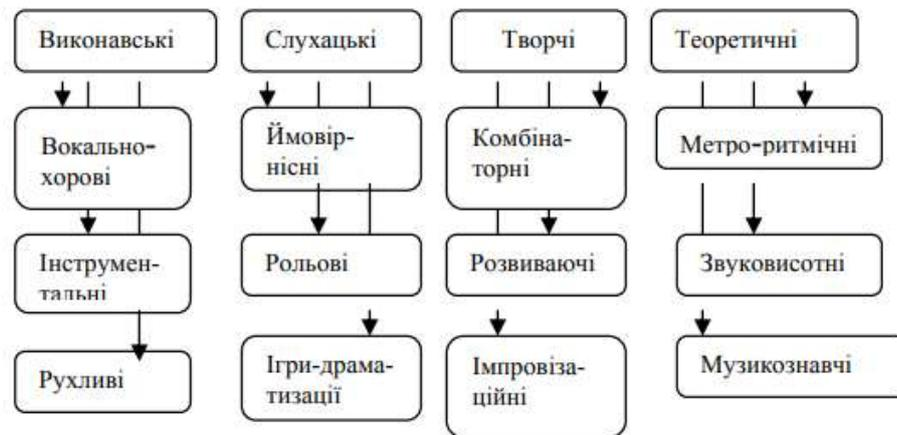 Виконавські
Слухацькі
Творчі
Теоретичні
Вокально-
хорові
Ймовір-
нісні
Комбіна-
торні
Метро-ритмічні
Інструмен-
тальні
Рольові
Розвиваючі
Звуковисотні
Рухливі
Ігри-драма-
тизації
Імпровіза-
ційні
Музикознавчі